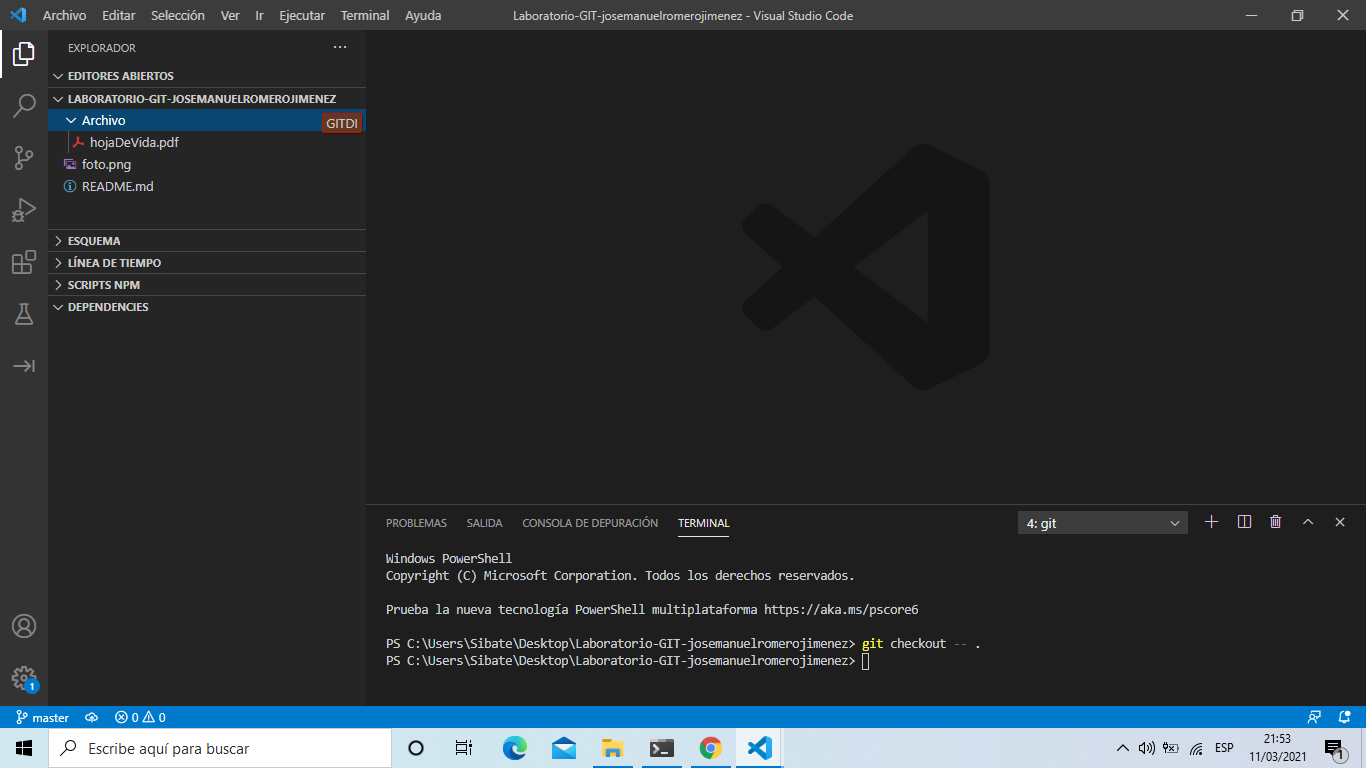 Archivo Editar Selección Ver Ir Ejecutar Terminal Ayuda Laboratorio-GIT-josemanuelromerojimenez - Visual Studio Code
EXPLORADOR
EDITORES ABIERTOS
LABORATORIO-GIT-JOSEMANUELROMEROJIMENEZ
Archivo GITDI
hojaDeVida.pdf
foto.png
README.md
ESQUEMA
LÍNEA DE TIEMPO
SCRIPTS NPM
DEPENDENCIES
PROBLEMAS SALIDA CONSOLA DE DEPURACIÓN TERMINAL 4: git
Windows PowerShell
Copyright (C) Microsoft Corporation. Todos los derechos reservados.
Prueba la nueva tecnología PowerShell multiplataforma https://aka.ms/pscore6
PS C:\Users\Sibate\Desktop\Laboratorio-GIT-josemanuelromerojimenez> git checkout -- .
PS C:\Users\Sibate\Desktop\Laboratorio-GIT-josemanuelromerojimenez>
1
master 0 0
Escribe aquí para buscar
ESP
21:53
11/03/2021
1